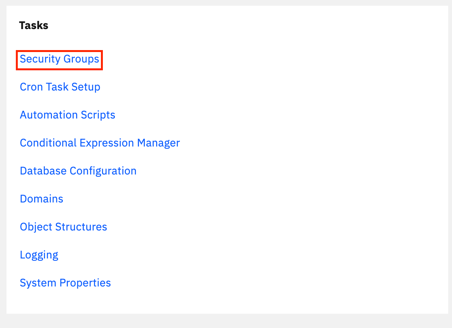 Tasks
Security Groups
Cron Task Setup
Automation Scripts
Conditional Expression Manager
Database Configuration
Domains
Object Structures
Logging
System Properties